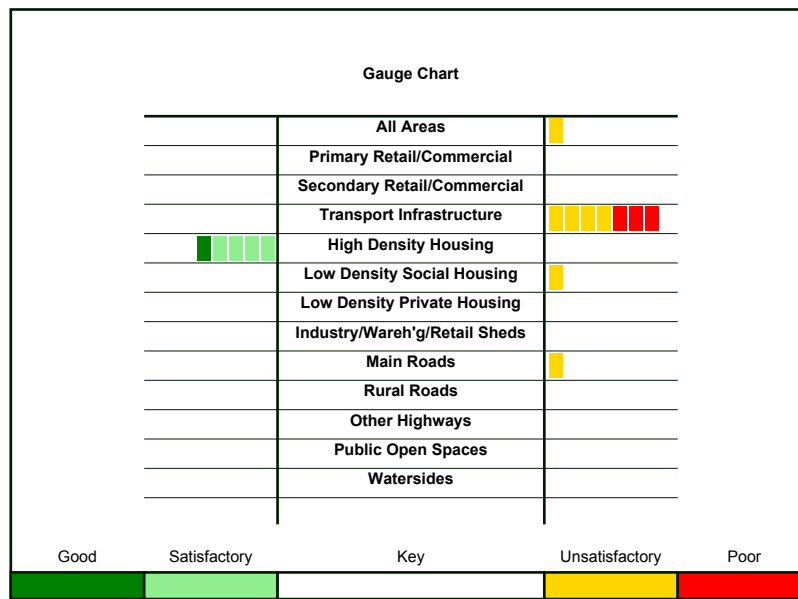 Gauge Chart
All Areas
Primary Retail/Commercial
Secondary Retail/Commercial
Transport Infrastructure
High Density Housing
Low Density Social Housing
Low Density Private Housing
Industry/Wareh'g/Retail Sheds
Main Roads
Rural Roads
Other Highways
Public Open Spaces
Watersides
Good Satisfactory Key Unsatisfactory Poor